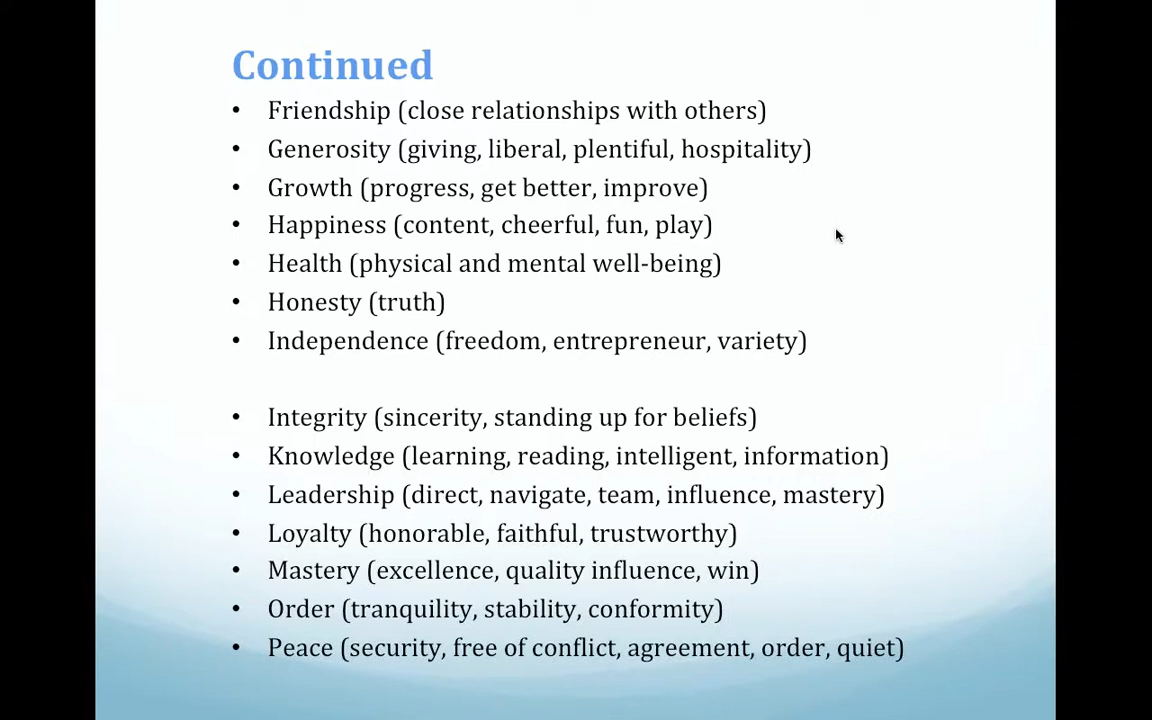 Continued
• Friendship (close relationships with others)
• Generosity (giving, liberal, plentiful, hospitality)
• Growth (progress, get better, improve)
• Happiness (content, cheerful, fun, play)
• Health (physical and mental well-being)
• Honesty (truth)
• Independence (freedom, entrepreneur, variety)
• Integrity (sincerity, standing up for beliefs)
• Knowledge (learning, reading, intelligent, information)
• Leadership (direct, navigate, team, influence, mastery)
• Loyalty (honorable, faithful, trustworthy)
• Mastery (excellence, quality influence, win)
• Order (tranquility, stability, conformity)
• Peace (security, free of conflict, agreement, order, quiet)